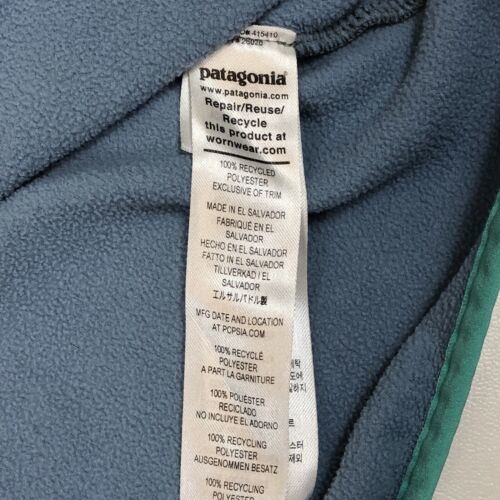 415410
patagonia®
www.patagonia.com
Repair/Reuse/
Recycle
this product at
wornwear.com
100% RECYCLED
POLYESTER
EXCLUSIVE OF TRIM
MADE IN EL SALVADOR
FABRIQUÉ EN EL
SALVADOR
HECHO EN EL SALVADOR
FATTO IN EL SALVADOR
TILLVERKAD I EL
SALVADOR
エルサルバドル製
MFG DATE AND LOCATION
AT PCPSIA.COM
100% RECYCLÉ
POLYESTER
A PART LA GARNITURE
100% POLIÉSTER
RECICLADO
NO INCLUYE EL ADORNO
100% RECYCLING
POLYESTER
AUSGENOMMEN BESATZ
100% RECYCLING
POLYESTER